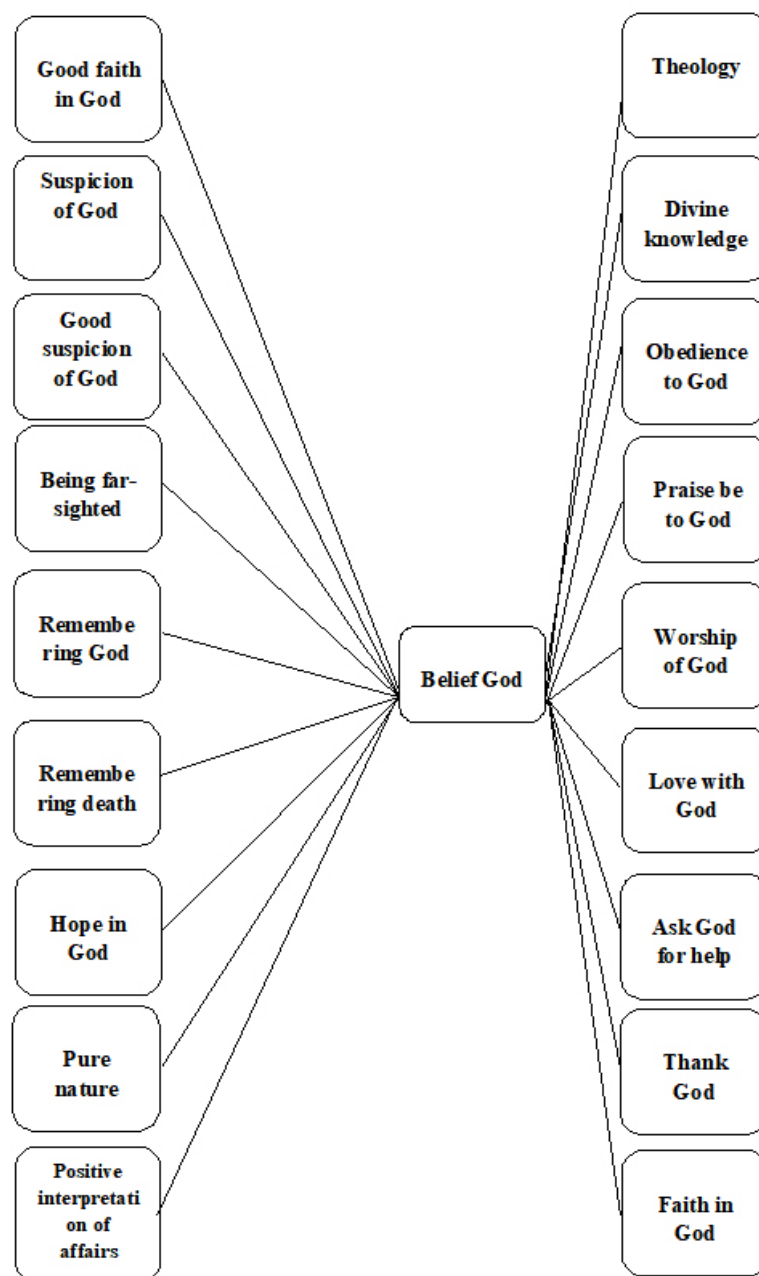 Good faith
in God
Suspicion
of God
Good
suspicion
of God
Being far-
sighted
Remembe
ring God
Remembe
ring death
Hope in
God
Pure
nature
Positive
interpretati
on of
affairs
Belief God
Theology
Divine
knowledge
Obedience
to God
Praise be
to God
Worship
of God
Love with
God
Ask God
for help
Thank
God
Faith in
God